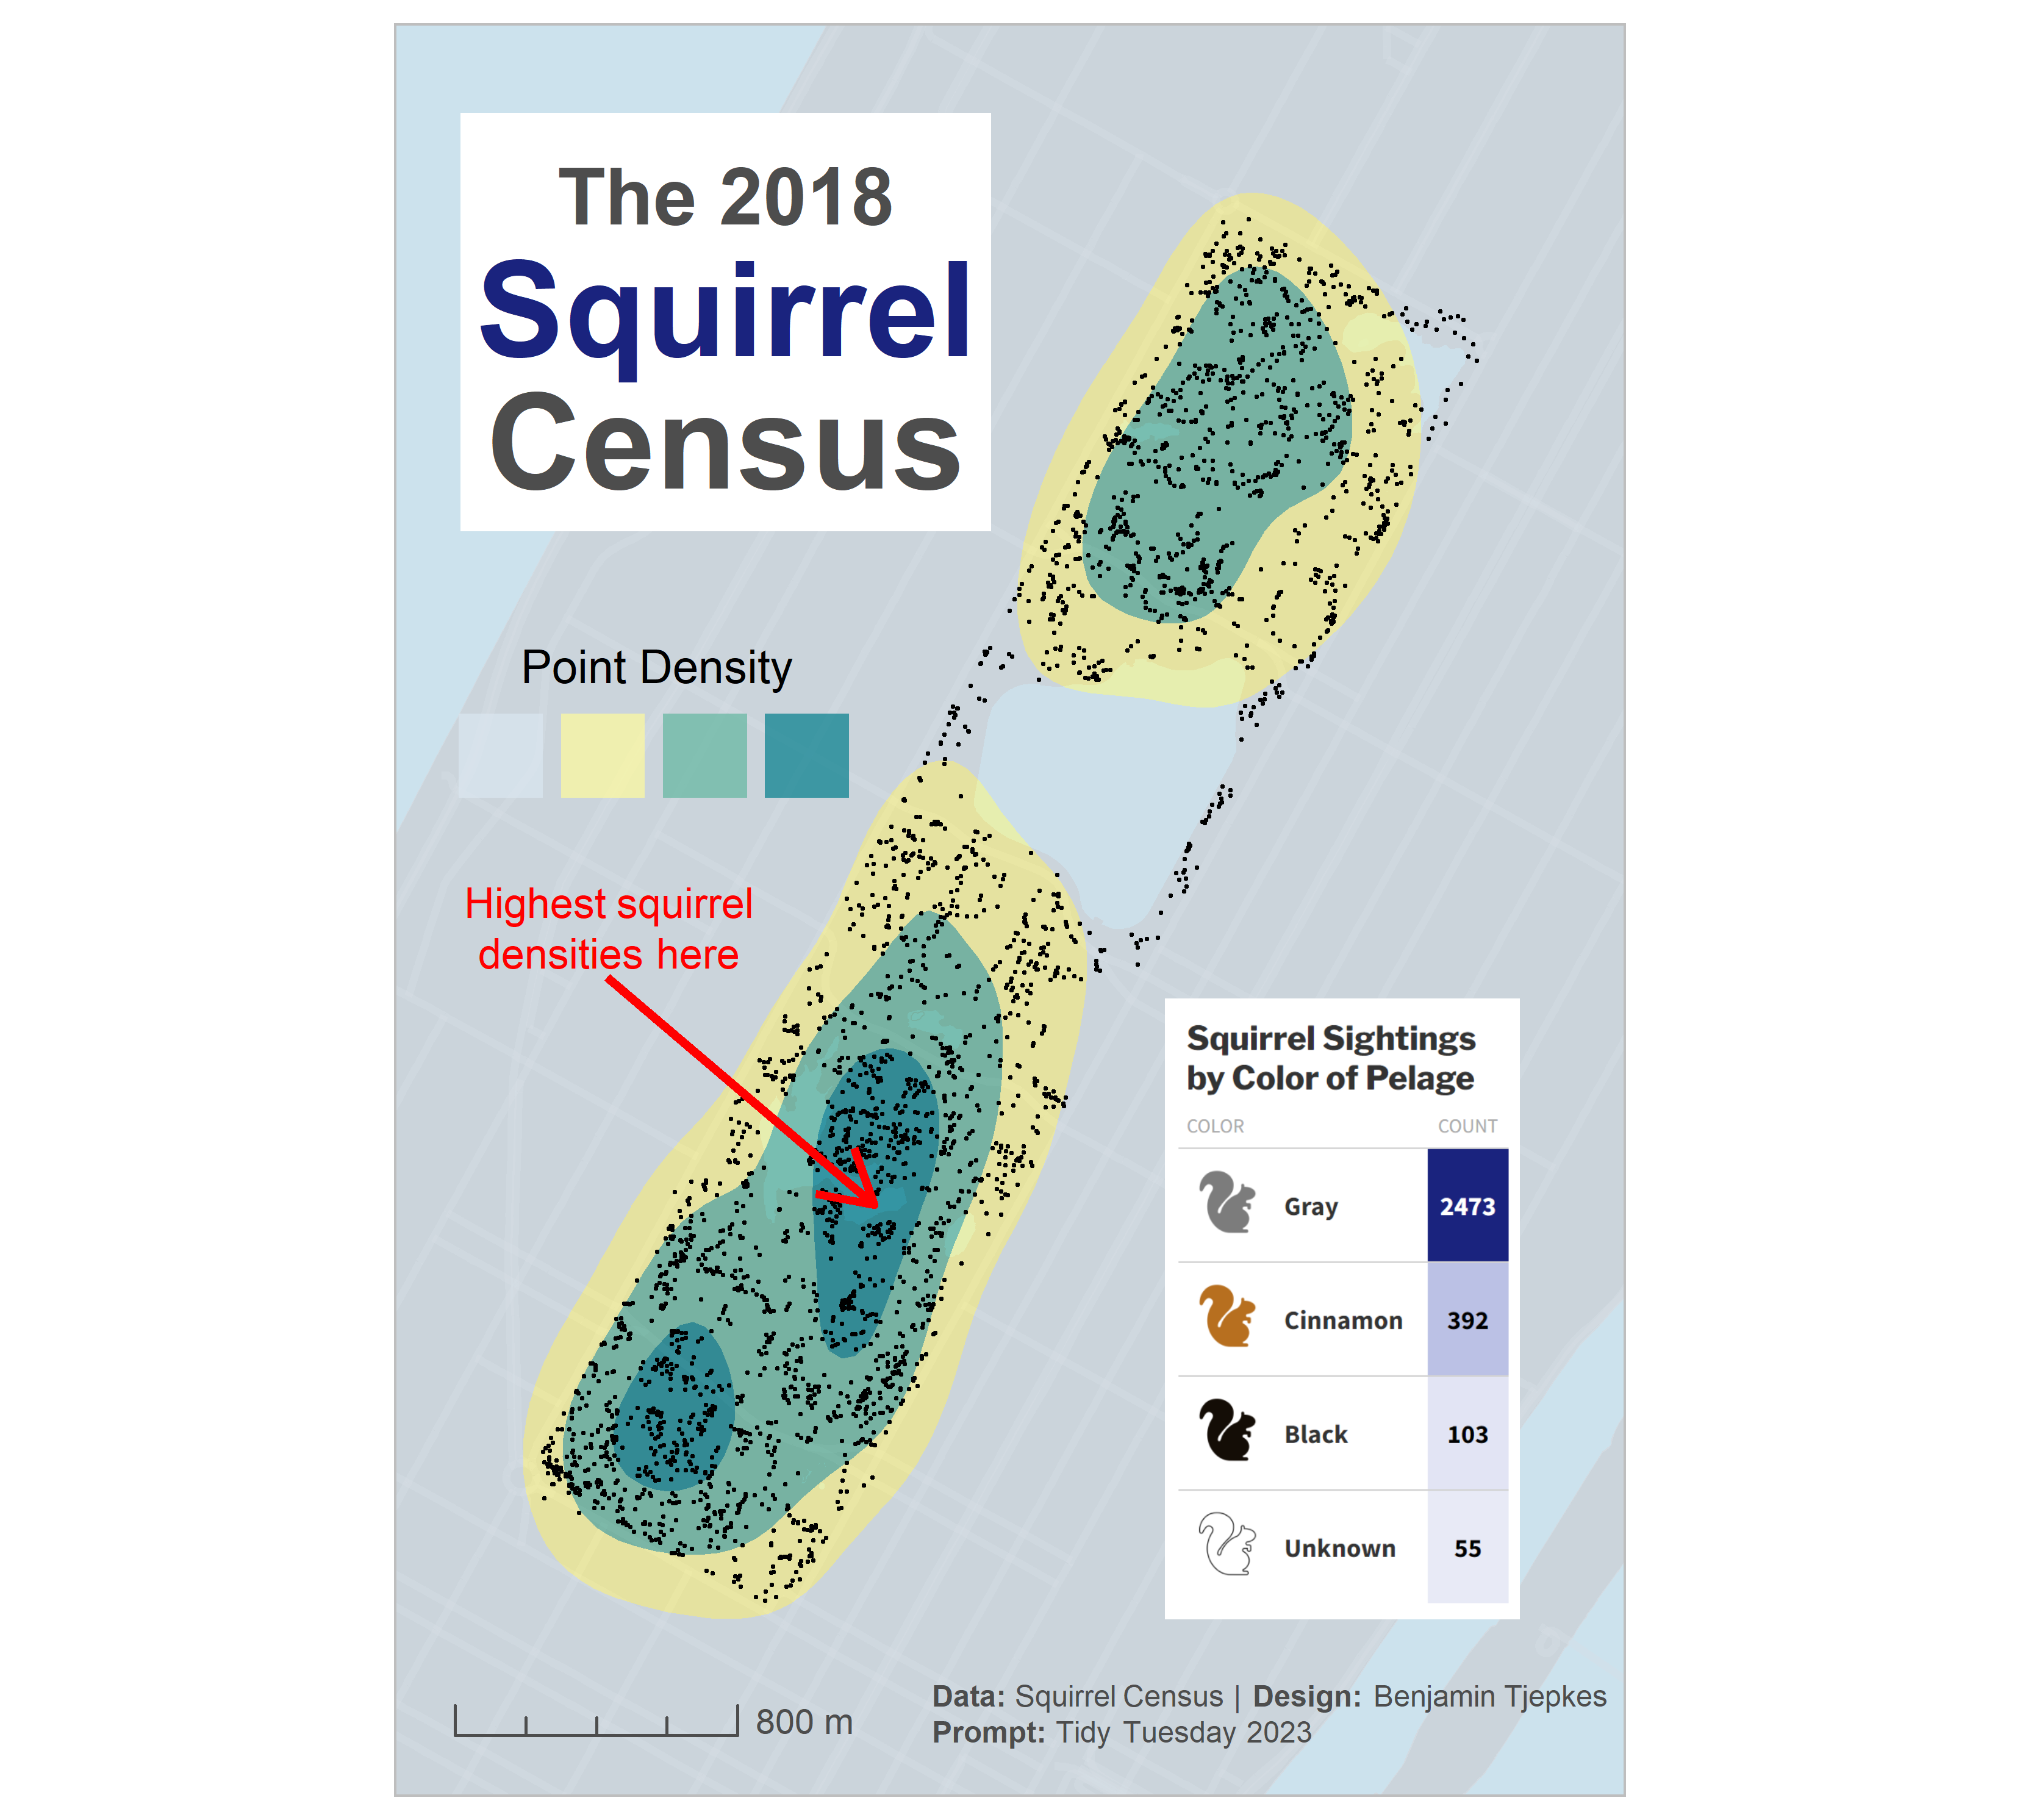 The 2018
Squirrel
Census
Point Density
Highest squirrel
densities here
Squirrel Sightings
by Color of Pelage
COLOR COUNT
Gray 2473
Cinnamon 392
Black 103
Unknown 55
800 m
Data: Squirrel Census | Design: Benjamin Tjepkes
Prompt: Tidy Tuesday 2023